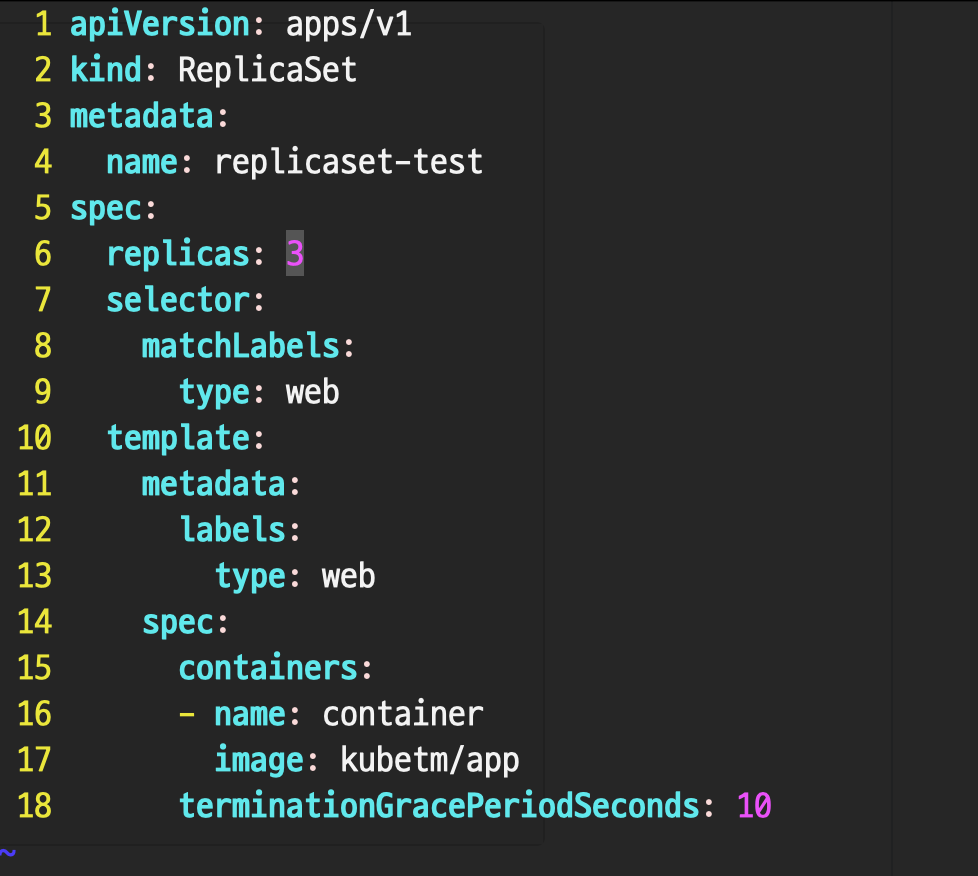 1 apiVersion: apps/v1
2 kind: ReplicaSet
3 metadata:
4   name: replicaset-test
5 spec:
6   replicas: 3
7   selector:
8     matchLabels:
9       type: web
10   template:
11     metadata:
12       labels:
13         type: web
14     spec:
15       containers:
16       - name: container
17         image: kubetm/app
18       terminationGracePeriodSeconds: 10
~